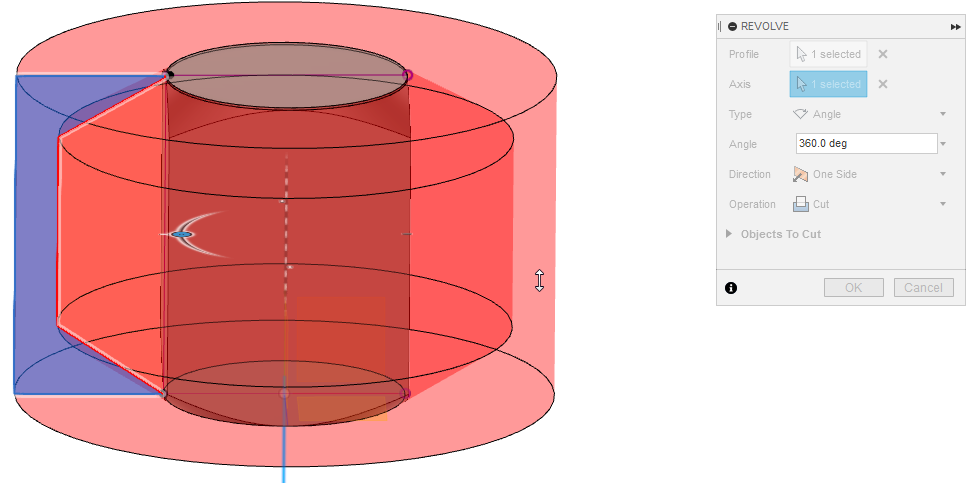 REVOLVE
Profile 1 selected
Axis 1 selected
Type Angle
Angle 360.0 deg
Direction One Side
Operation Cut
Objects To Cut
OK Cancel